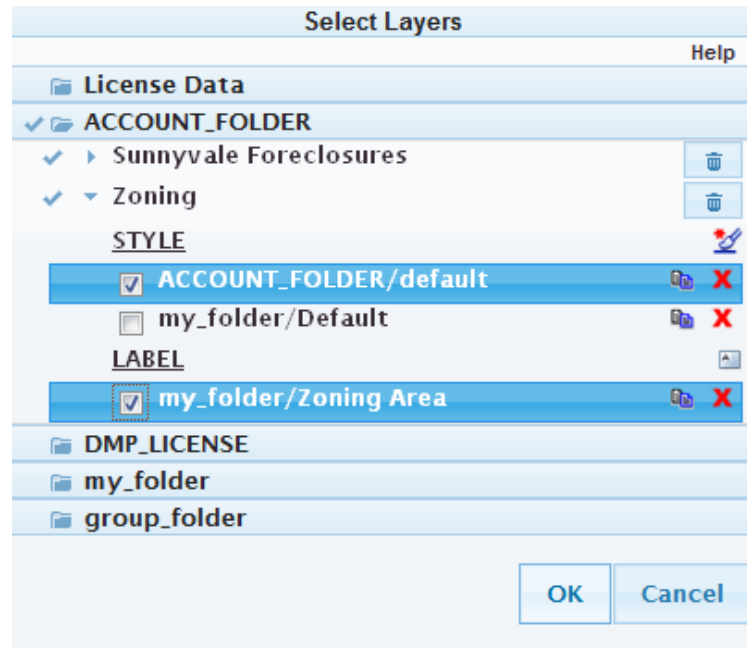 Select Layers
Help
License Data
ACCOUNT_FOLDER
Sunnyvale Foreclosures
Zoning
STYLE
ACCOUNT_FOLDER/default
my_folder/Default
LABEL
my_folder/Zoning Area
DMP_LICENSE
my_folder
group_folder
OK Cancel